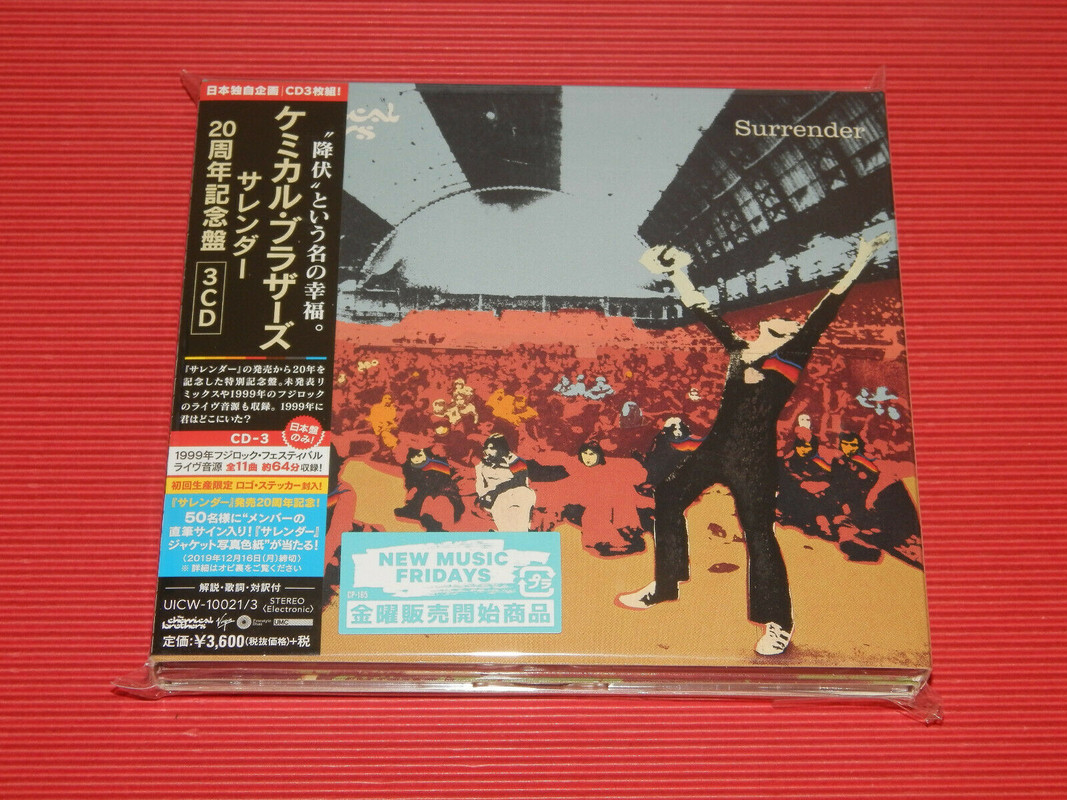 日本独自企画|CD3枚組!
〝降伏〟という名の幸福。
ケミカル・ブラザーズ
サレンダー
20周年記念盤
3CD
『サレンダー』の発売から20年を
記念した特別記念盤。未発表リ
ミックスや1999年のフジロック
のライヴ音源も収録。1999年に
君はどこにいた?
CD-3
日本盤
のみ!
1999年フジロック・フェスティバル
ライヴ音源 全11曲 約64分収録!
初回生産限定 ロゴ・ステッカー封入!
『サレンダー』発売20周年記念!
50名様に“メンバーの
直筆サイン入り!『サレンダー』
ジャケット写真色紙”が当たる!
〈2019年12月16日(月)締切〉
※ 詳細はオビ裏をご覧ください
解説・歌詞・対訳付
UICW-10021/3
STEREO
〈Electronic〉
the chemical
brothers
Virgin
UMC
定価:¥3,600(税抜価格)+税
ical
rs
Surrender
NEW MUSIC
FRIDAYS
プラ
CP-185
金曜販売開始商品